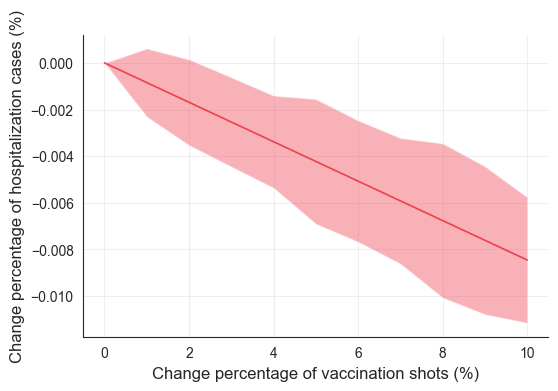 Change percentage of hospitalization cases (%)
0.000
−0.002
−0.004
−0.006
−0.008
−0.010
0 2 4 6 8 10
Change percentage of vaccination shots (%)